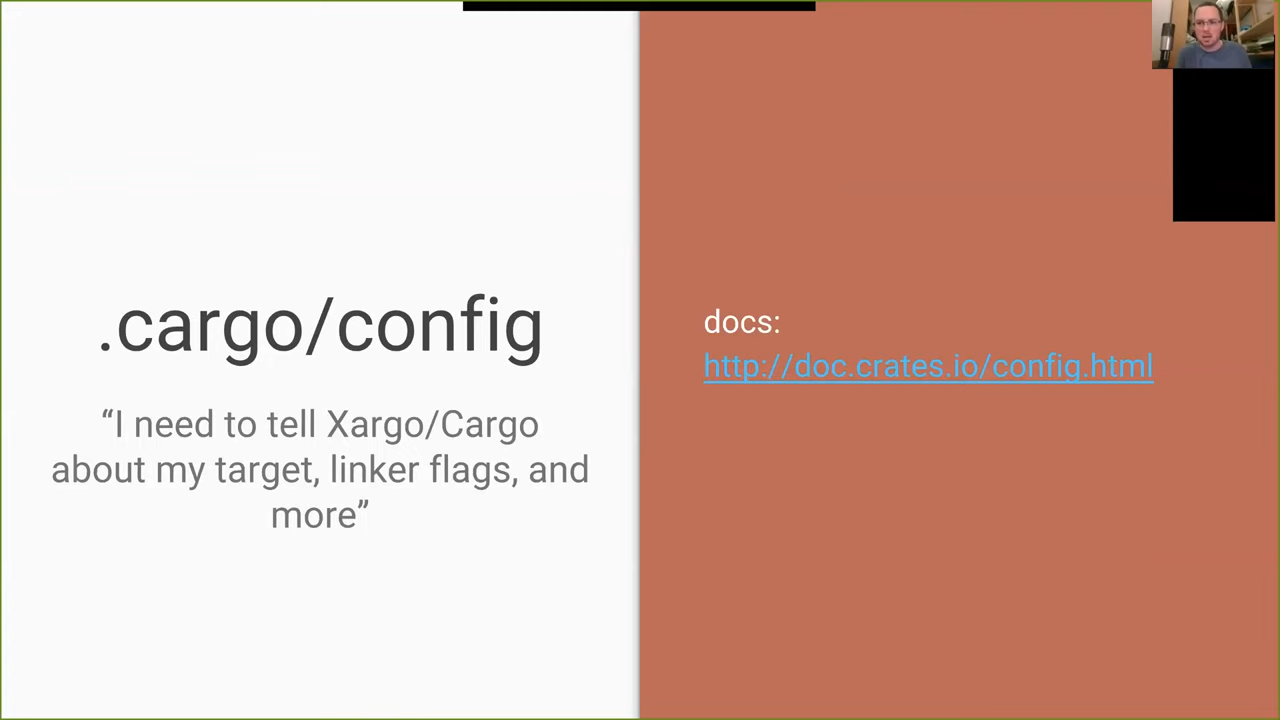 .cargo/config
“I need to tell Xargo/Cargo
about my target, linker flags, and
more”
docs:
http://doc.crates.io/config.html